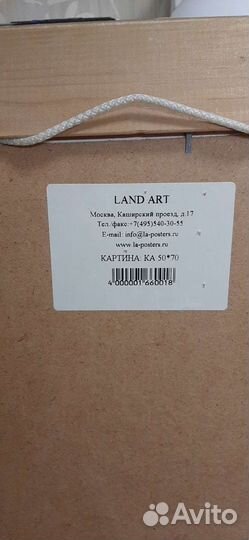 LAND ART
Москва, Каширский проезд, д.17
Тел./факс:+7(495)540-30-55
E-mail: info@la-posters.ru
www.la-posters.ru
КАРТИНА: КА 50*70
4 000001 660018
Avito